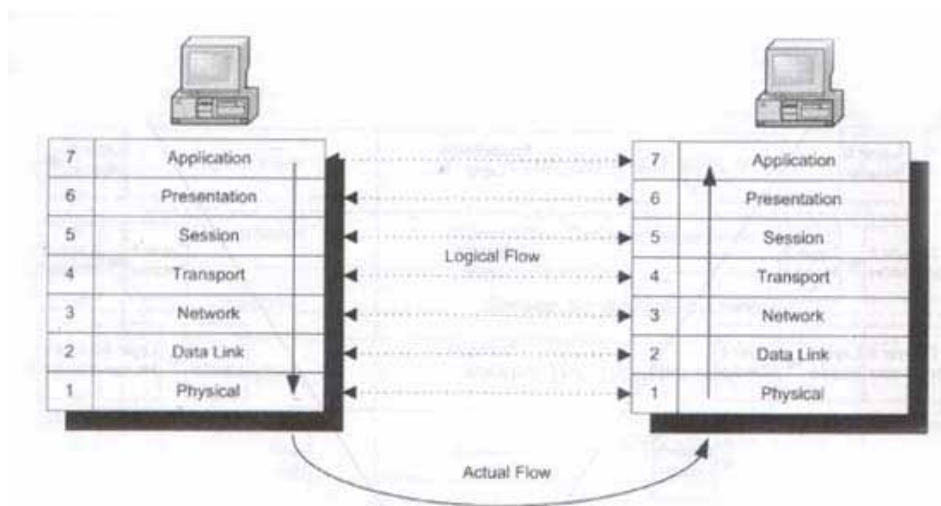 7 Application
6 Presentation
5 Session
4 Transport
3 Network
2 Data Link
1 Physical
Logical Flow
7 Application
6 Presentation
5 Session
4 Transport
3 Network
2 Data Link
1 Physical
Actual Flow